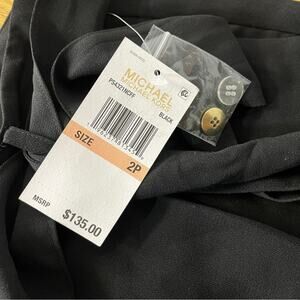 MICHAEL
MICHAEL KORS
BLACK
SIZE
2P
MSRP
$135.00